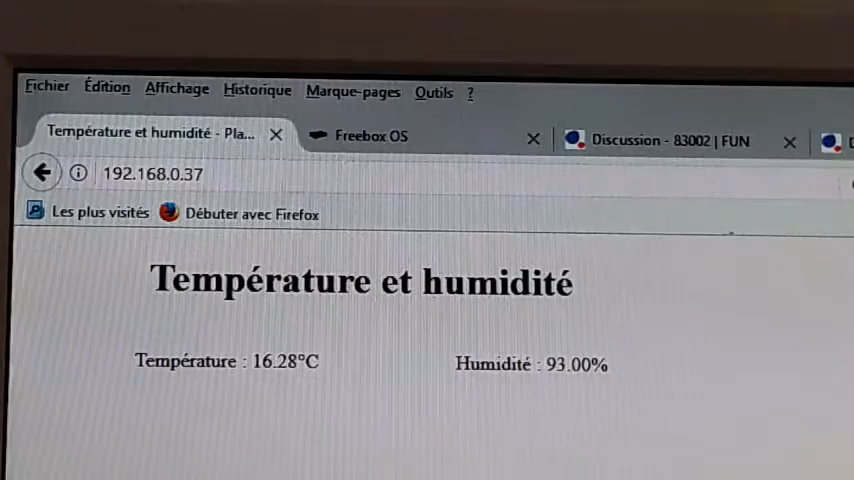 Fichier Édition Affichage Historique Marque-pages Outils ?
Température et humidité - Pla... Freebox OS Discussion - 83002 | FUN
192.168.0.37
Les plus visités Débuter avec Firefox
Température et humidité
Température : 16.28°C Humidité : 93.00%